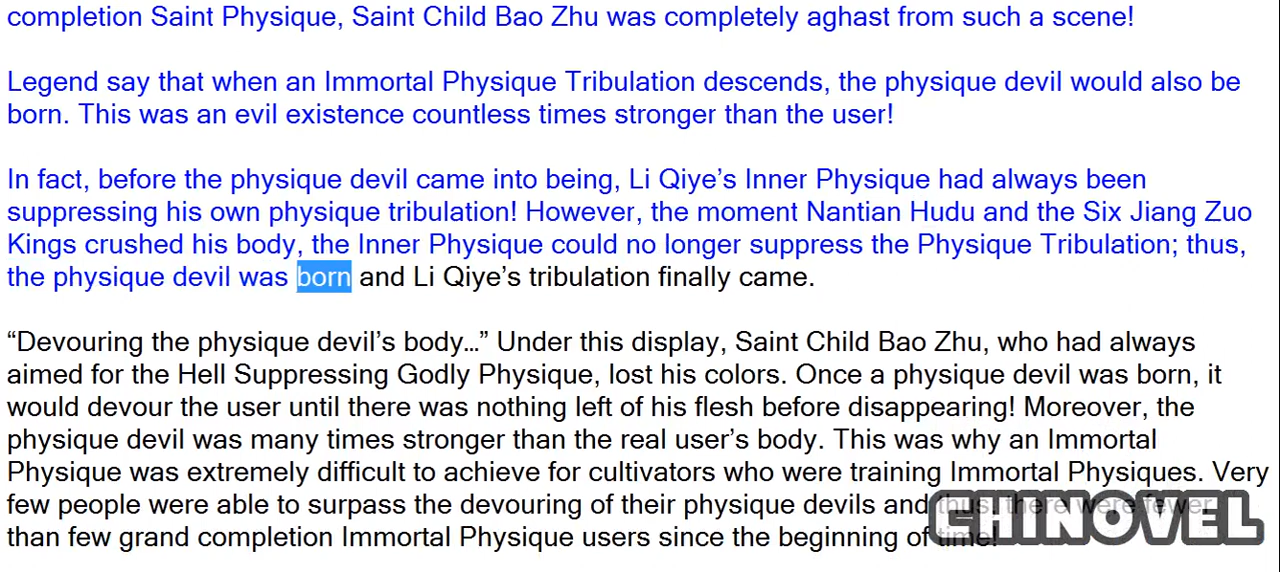 completion Saint Physique, Saint Child Bao Zhu was completely aghast from such a scene!
Legend say that when an Immortal Physique Tribulation descends, the physique devil would also be
born. This was an evil existence countless times stronger than the user!
In fact, before the physique devil came into being, Li Qiye’s Inner Physique had always been
suppressing his own physique tribulation! However, the moment Nantian Hudu and the Six Jiang Zuo
Kings crushed his body, the Inner Physique could no longer suppress the Physique Tribulation; thus,
the physique devil was born and Li Qiye’s tribulation finally came.
“Devouring the physique devil’s body…” Under this display, Saint Child Bao Zhu, who had always
aimed for the Hell Suppressing Godly Physique, lost his colors. Once a physique devil was born, it
would devour the user until there was nothing left of his flesh before disappearing! Moreover, the
physique devil was many times stronger than the real user’s body. This was why an Immortal
Physique was extremely difficult to achieve for cultivators who were training Immortal Physiques. Very
few people were able to surpass the devouring of their physique devils and thus, there were fewer
than few grand completion Immortal Physique users since the beginning of time!
CHINOVEL